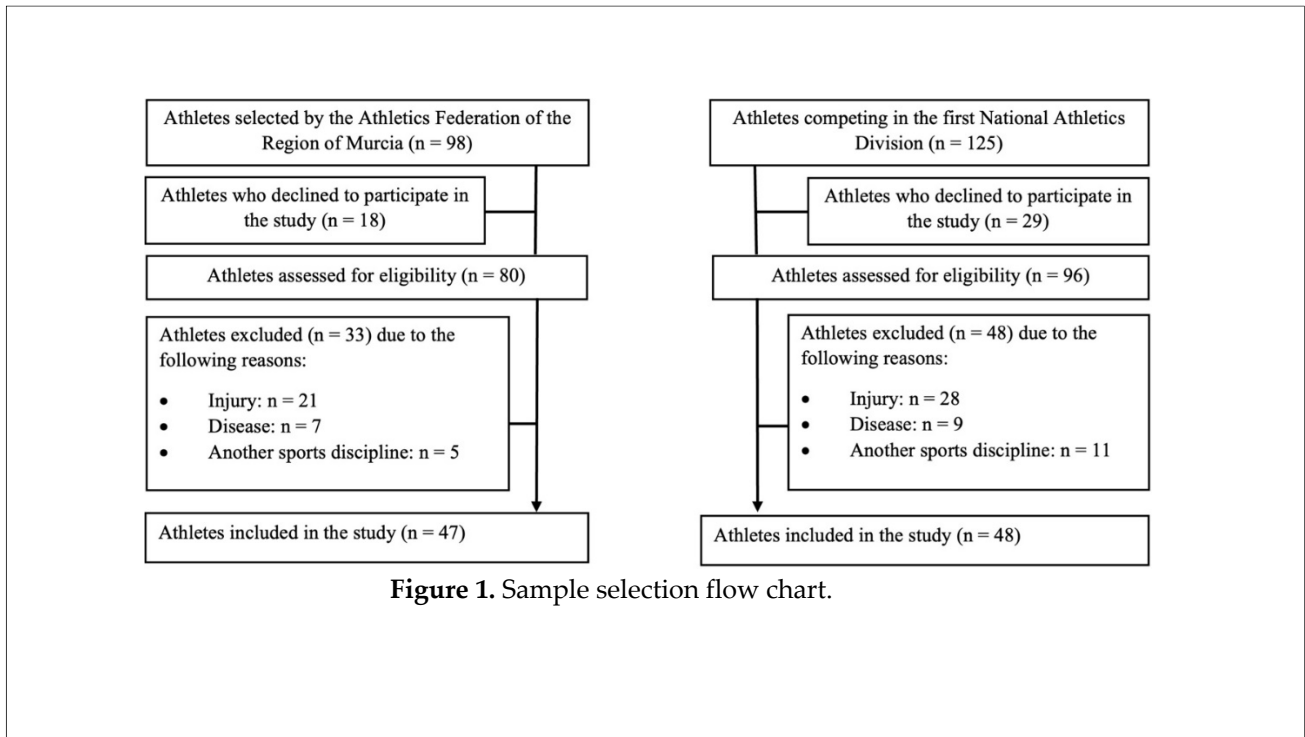 Athletes selected by the Athletics Federation of the
Region of Murcia (n = 98)
Athletes who declined to participate in
the study (n = 18)
Athletes assessed for eligibility (n = 80)
Athletes excluded (n = 33) due to the
following reasons:
• Injury: n = 21
• Disease: n = 7
• Another sports discipline: n = 5
Athletes included in the study (n = 47)
Athletes competing in the first National Athletics
Division (n = 125)
Athletes who declined to participate in
the study (n = 29)
Athletes assessed for eligibility (n = 96)
Athletes excluded (n = 48) due to the
following reasons:
• Injury: n = 28
• Disease: n = 9
• Another sports discipline: n = 11
Athletes included in the study (n = 48)
Figure 1. Sample selection flow chart.